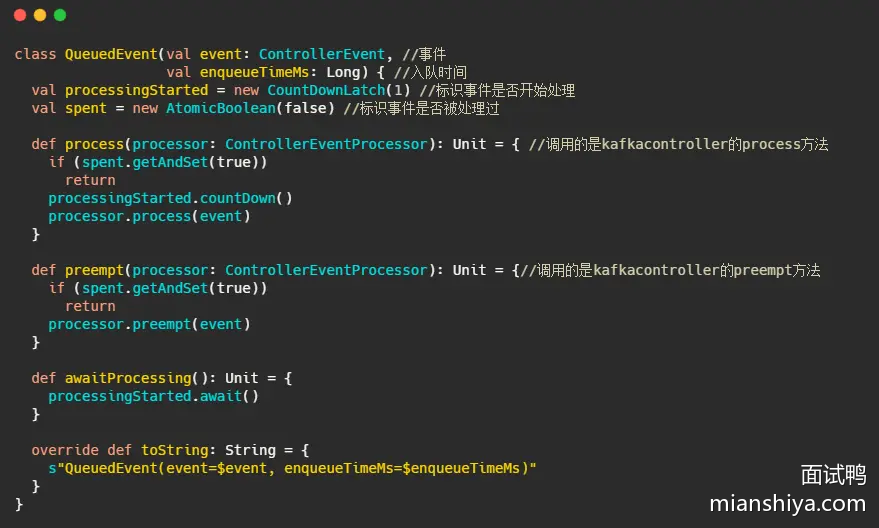 class QueuedEvent(val event: ControllerEvent, //事件
                  val enqueueTimeMs: Long) { //入队时间
  val processingStarted = new CountDownLatch(1) //标识事件是否开始处理
  val spent = new AtomicBoolean(false) //标识事件是否被处理过
  def process(processor: ControllerEventProcessor): Unit = { //调用的是kafkacontroller的process方法
    if (spent.getAndSet(true))
      return
    processingStarted.countDown()
    processor.process(event)
  }
  def preempt(processor: ControllerEventProcessor): Unit = {//调用的是kafkacontroller的preempt方法
    if (spent.getAndSet(true))
      return
    processor.preempt(event)
  }
  def awaitProcessing(): Unit = {
    processingStarted.await()
  }
  override def toString: String = {
    s"QueuedEvent(event=$event, enqueueTimeMs=$enqueueTimeMs)"
  }
}
面试鸭
mianshiya.com